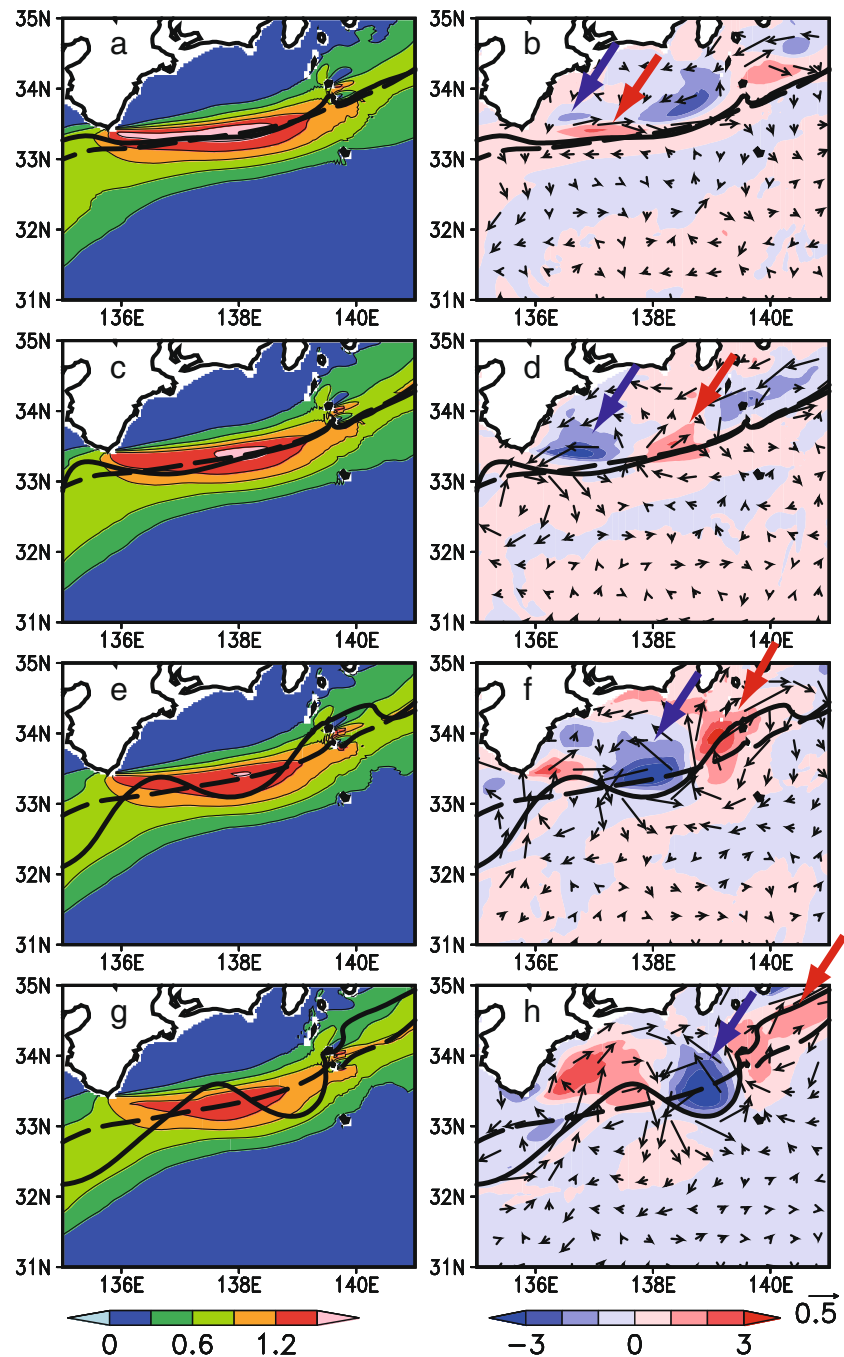 35N 34N 33N 32N 31N a 136E 138E 140E
35N 34N 33N 32N 31N b 136E 138E 140E
35N 34N 33N 32N 31N c 136E 138E 140E
35N 34N 33N 32N 31N d 136E 138E 140E
35N 34N 33N 32N 31N e 136E 138E 140E
35N 34N 33N 32N 31N f 136E 138E 140E
35N 34N 33N 32N 31N g 136E 138E 140E
35N 34N 33N 32N 31N h 136E 138E 140E
0 0.6 1.2
−3 0 3
0.5